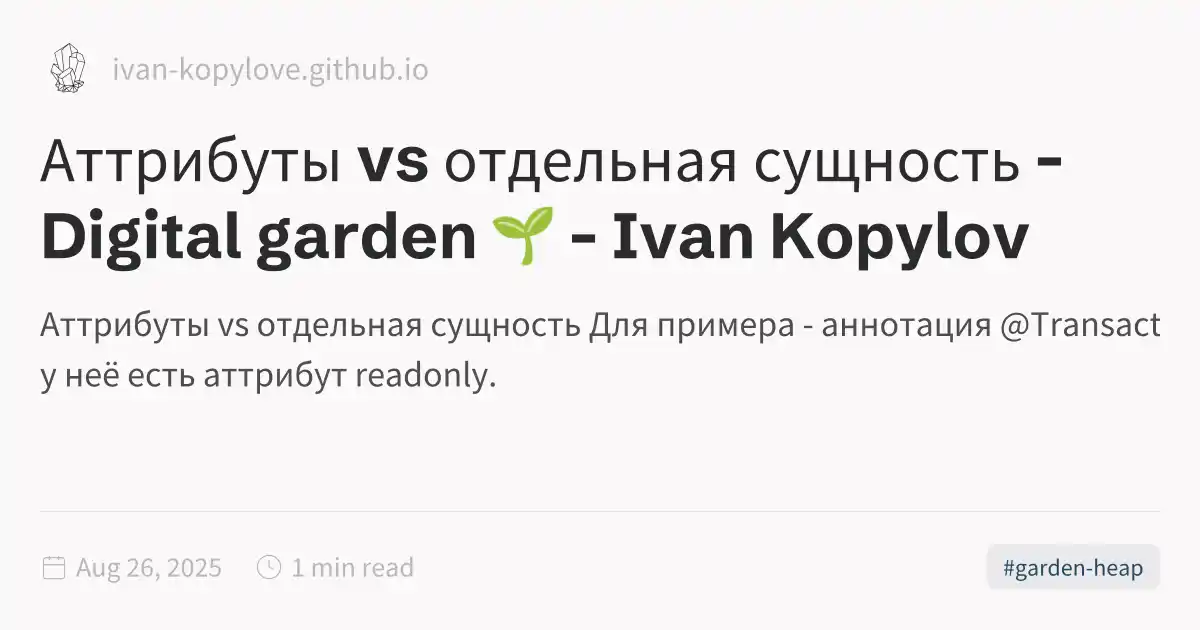 ivan-kopylove.github.io
Аттрибуты vs отдельная сущность -
Digital garden 🌱 - Ivan Kopylov
Аттрибуты vs отдельная сущность Для примера - аннотация @Transact
у неё есть аттрибут readonly.
Aug 26, 2025 1 min read #garden-heap